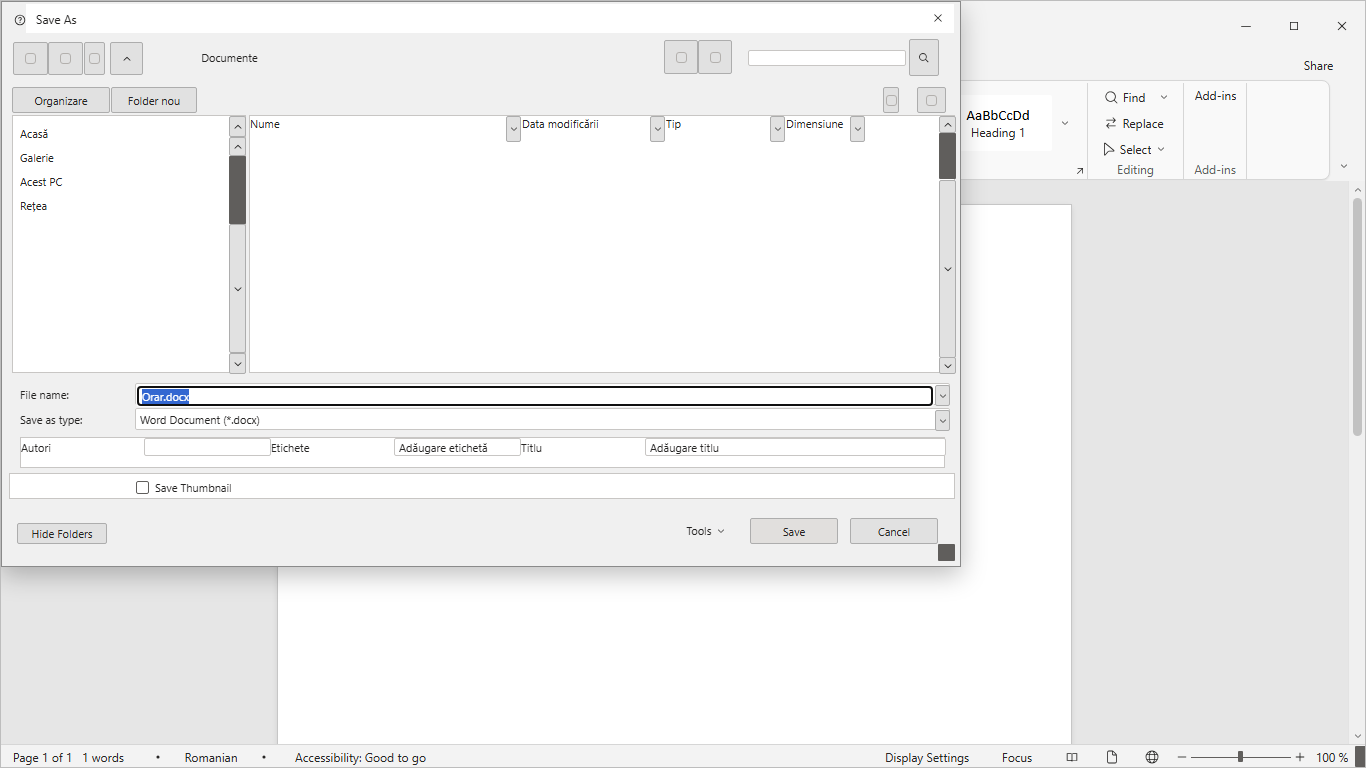 Save As
Documente
Share
Organizare
Folder nou
AaBbCcDd
Heading 1
Find
Replace
Select
Editing
Add-ins
Add-ins
Acasă
Galerie
Acest PC
Rețea
Nume
Data modificării
Tip
Dimensiune
File name:
Orar.docx
Save as type:
Word Document (*.docx)
Autori
Etichete
Adăugare etichetă
Titlu
Adăugare titlu
Save Thumbnail
Hide Folders
Tools
Save
Cancel
Page 1 of 1
1 words
Romanian
Accessibility: Good to go
Display Settings
Focus
100 %